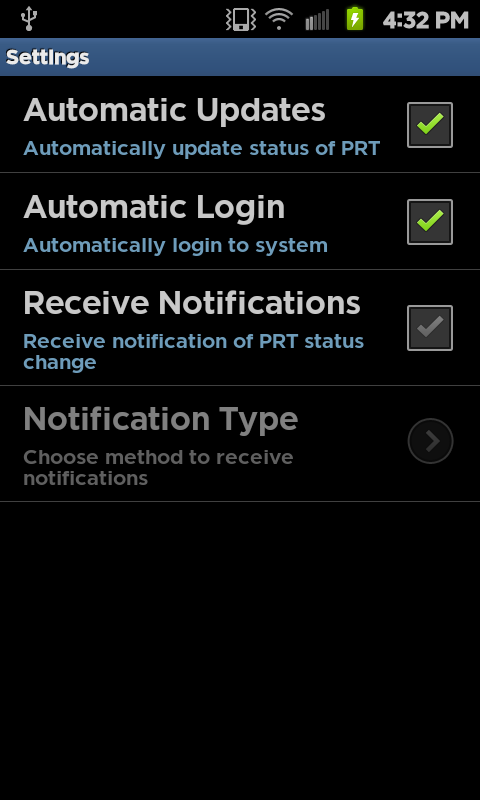 4:32 PM
Settings
Automatic Updates
Automatically update status of PRT
Automatic Login
Automatically login to system
Receive Notifications
Receive notification of PRT status
change
Notification Type
Choose method to receive
notifications